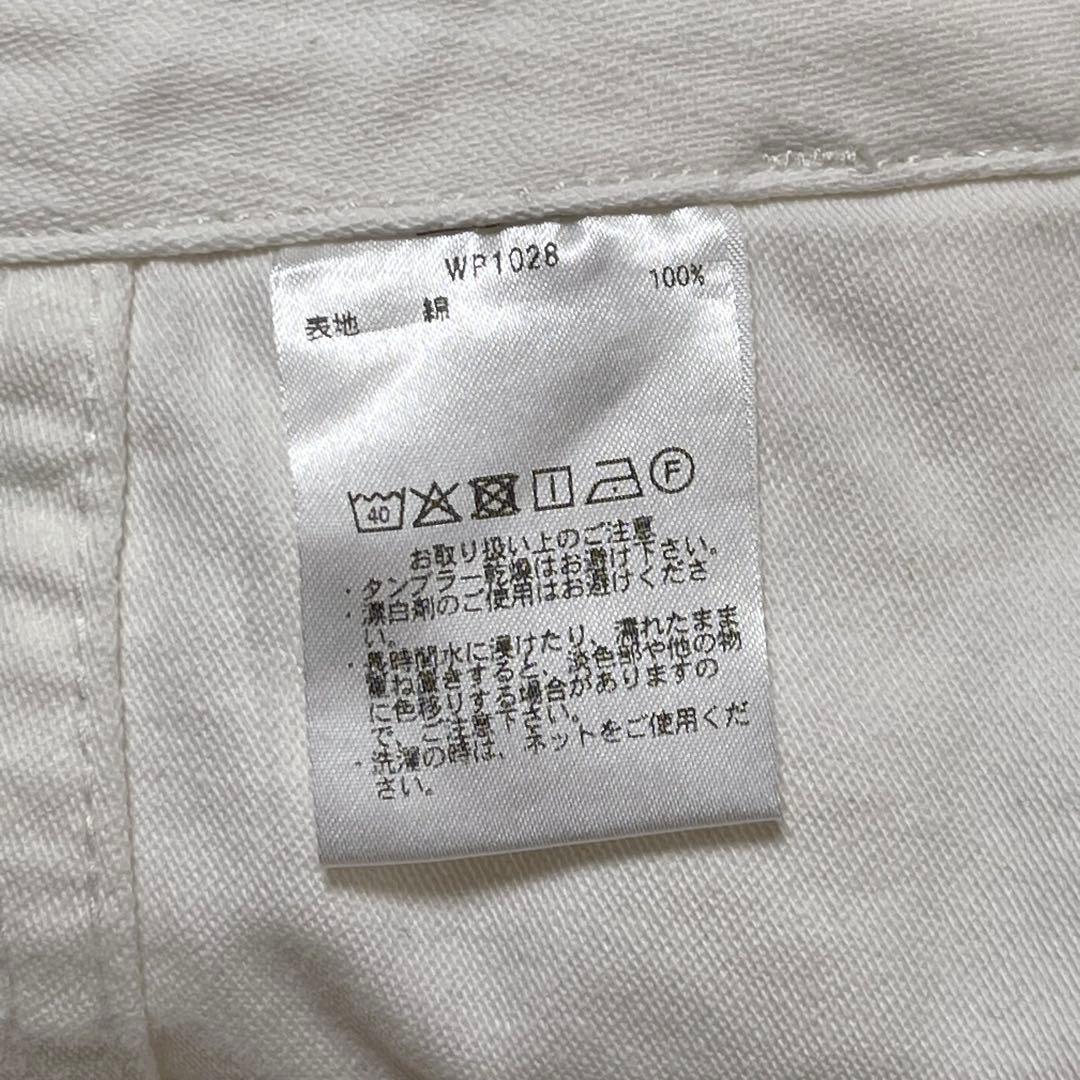 WP1028
表地 綿 100%
40 F
お取り扱い上のご注意
・タンブラー乾燥はお避け下さい。
・漂白剤のご使用はお避けくださ
い。
・長時間水に浸けたり、濡れたまま
重ね置きすると、淡色部や他の物
に色移りする場合がありますの
で、ご注意下さい。
・洗濯の時は、ネットをご使用くだ
さい。